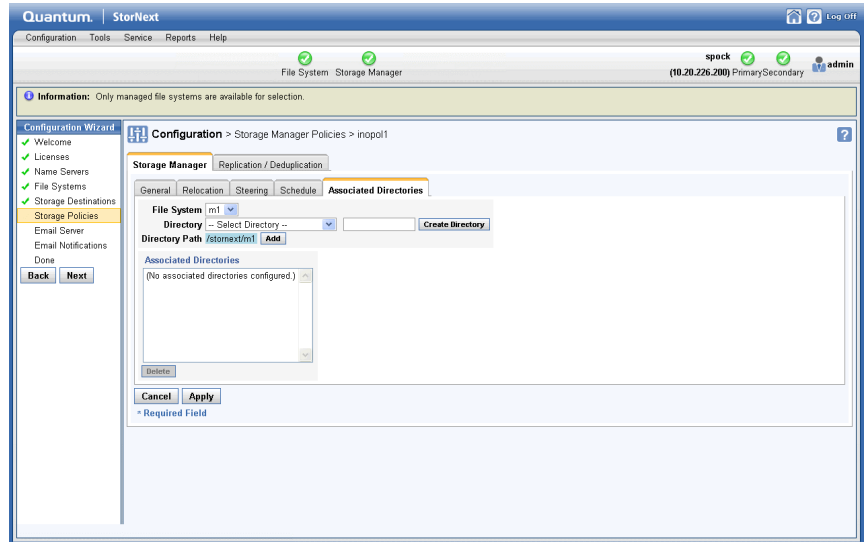 Quantum. | StorNext
Log Off
Configuration Tools Service Reports Help
File System Storage Manager
spock
(10.20.226.200) Primary Secondary
admin
Information: Only managed file systems are available for selection.
Configuration Wizard
Welcome
Licenses
Name Servers
File Systems
Storage Destinations
Storage Policies
Email Server
Email Notifications
Done
Back Next
Configuration > Storage Manager Policies > inopol1
Storage Manager Replication / Deduplication
General Relocation Steering Schedule Associated Directories
File System m1
Directory -- Select Directory -- Create Directory
Directory Path /stornext/m1 Add
Associated Directories
(No associated directories configured.)
Delete
Cancel Apply
* Required Field